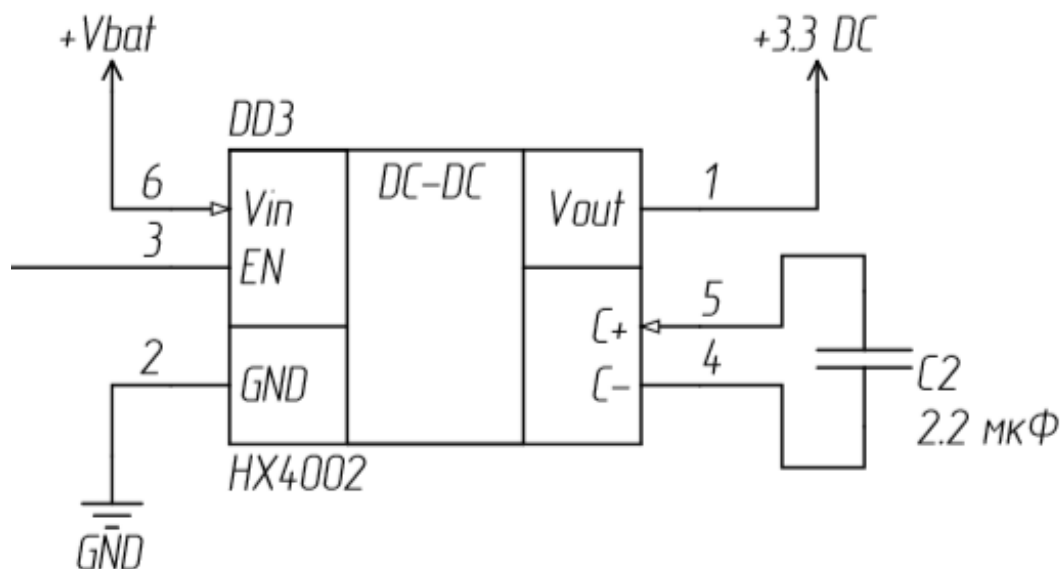 +Vbat
+3.3 DC
DD3
DC-DC
6
Vin
Vout
1
3
EN
5
C+
2
GND
C-
4
C2
2.2 мкФ
HX4002
GND